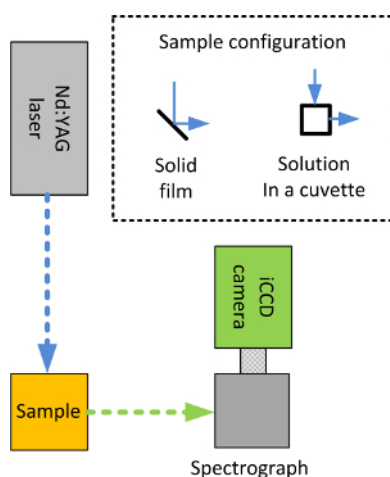 Sample configuration
Nd:YAG
laser
Solid
film
Solution
In a cuvette
iCCD
camera
Sample
Spectrograph